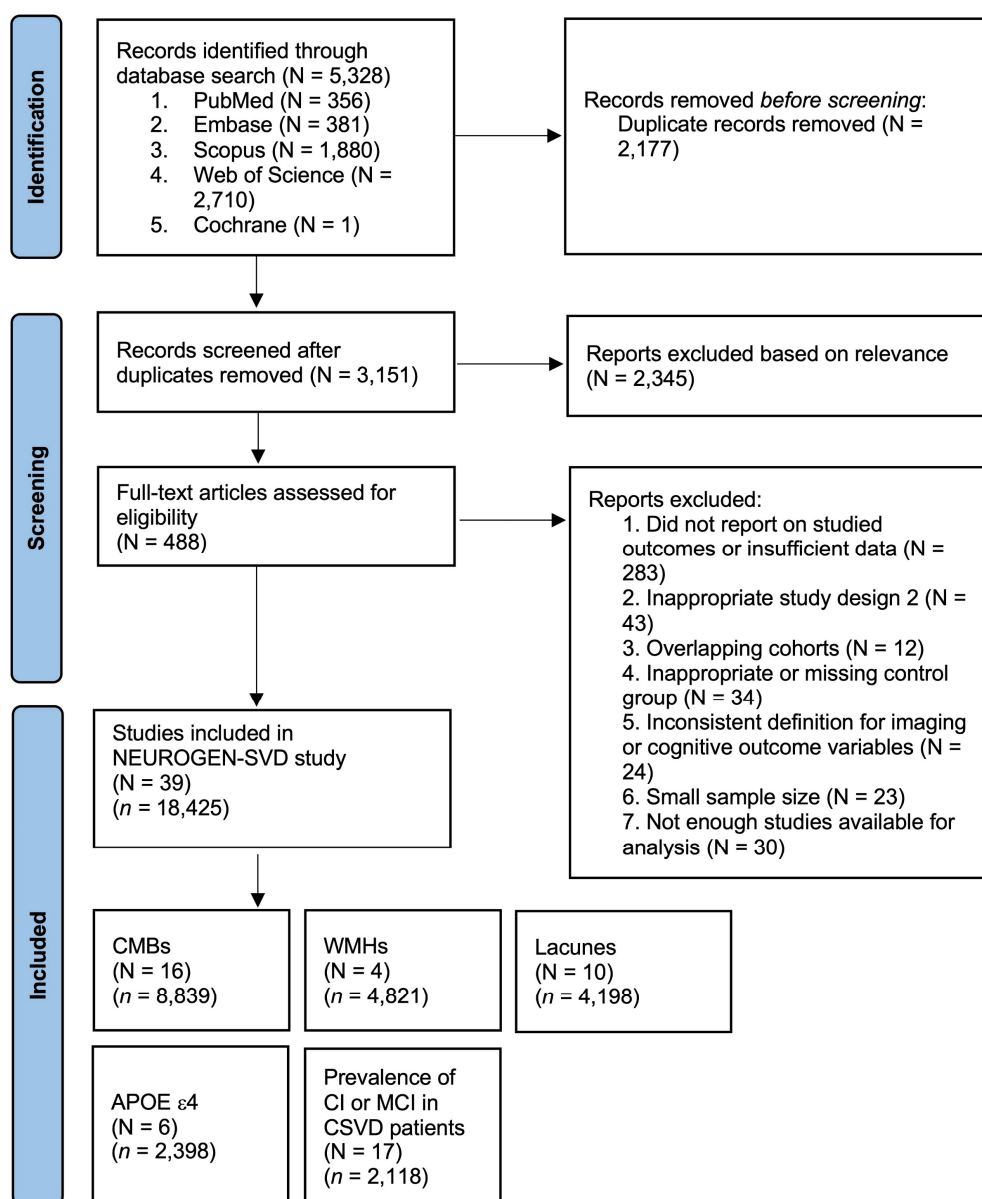 Identification
Records identified through
database search (N = 5,328)
1. PubMed (N = 356)
2. Embase (N = 381)
3. Scopus (N = 1,880)
4. Web of Science (N =
2,710)
5. Cochrane (N = 1)
Records removed before screening:
Duplicate records removed (N =
2,177)
Screening
Records screened after
duplicates removed (N = 3,151)
Reports excluded based on relevance
(N = 2,345)
Full-text articles assessed for
eligibility
(N = 488)
Reports excluded:
1. Did not report on studied
outcomes or insufficient data (N =
283)
2. Inappropriate study design 2 (N =
43)
3. Overlapping cohorts (N = 12)
4. Inappropriate or missing control
group (N = 34)
5. Inconsistent definition for imaging
or cognitive outcome variables (N =
24)
6. Small sample size (N = 23)
7. Not enough studies available for
analysis (N = 30)
Included
Studies included in
NEUROGEN-SVD study
(N = 39)
(n = 18,425)
CMBs
(N = 16)
(n = 8,839)
WMHs
(N = 4)
(n = 4,821)
Lacunes
(N = 10)
(n = 4,198)
APOE ε4
(N = 6)
(n = 2,398)
Prevalence of
CI or MCI in
CSVD patients
(N = 17)
(n = 2,118)